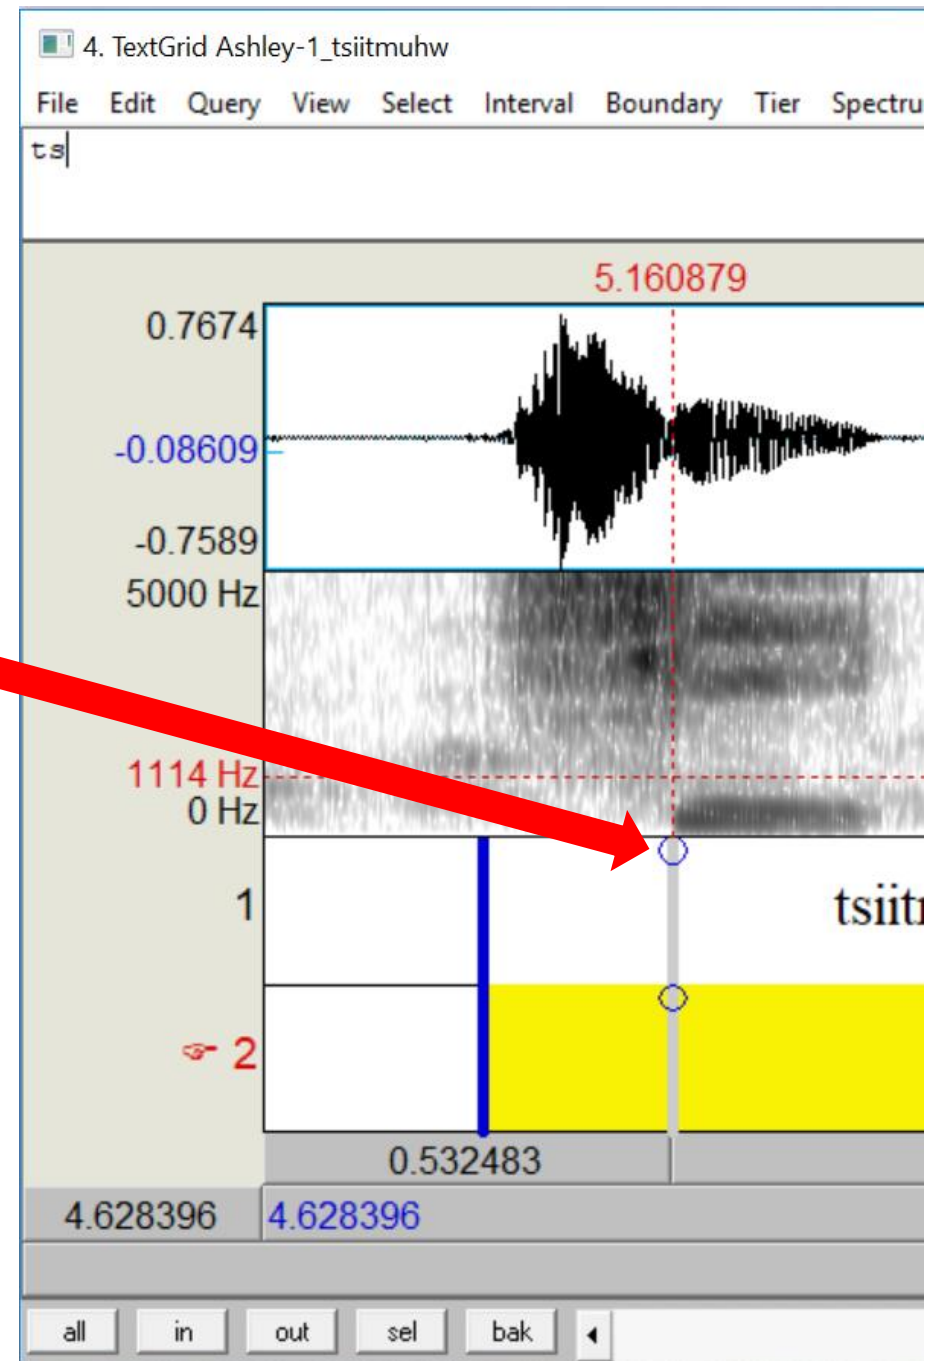 4. TextGrid Ashley-1_tsiitmuhw
File Edit Query View Select Interval Boundary Tier Spectru
ts
5.160879
0.7674
-0.08609
-0.7589
5000 Hz
1114 Hz
0 Hz
1 tsiit
☞ 2
0.532483
4.628396 4.628396
all in out sel bak